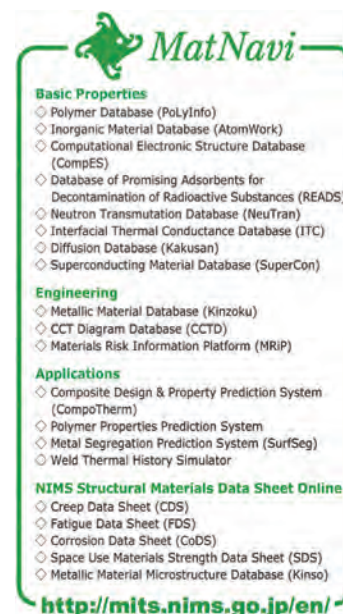 MatNavi
Basic Properties
◇ Polymer Database (PoLyInfo)
◇ Inorganic Material Database (AtomWork)
◇ Computational Electronic Structure Database
(CompES)
◇ Database of Promising Adsorbents for
Decontamination of Radioactive Substances (READS)
◇ Neutron Transmutation Database (NeuTran)
◇ Interfacial Thermal Conductance Database (ITC)
◇ Diffusion Database (Kakusan)
◇ Superconducting Material Database (SuperCon)
Engineering
◇ Metallic Material Database (Kinzoku)
◇ CCT Diagram Database (CCTD)
◇ Materials Risk Information Platform (MRiP)
Applications
◇ Composite Design & Property Prediction System
(CompoTherm)
◇ Polymer Properties Prediction System
◇ Metal Segregation Prediction System (SurfSeg)
◇ Weld Thermal History Simulator
NIMS Structural Materials Data Sheet Online
◇ Creep Data Sheet (CDS)
◇ Fatigue Data Sheet (FDS)
◇ Corrosion Data Sheet (CoDS)
◇ Space Use Materials Strength Data Sheet (SDS)
◇ Metallic Material Microstructure Database (Kinso)
http://mits.nims.go.jp/en/